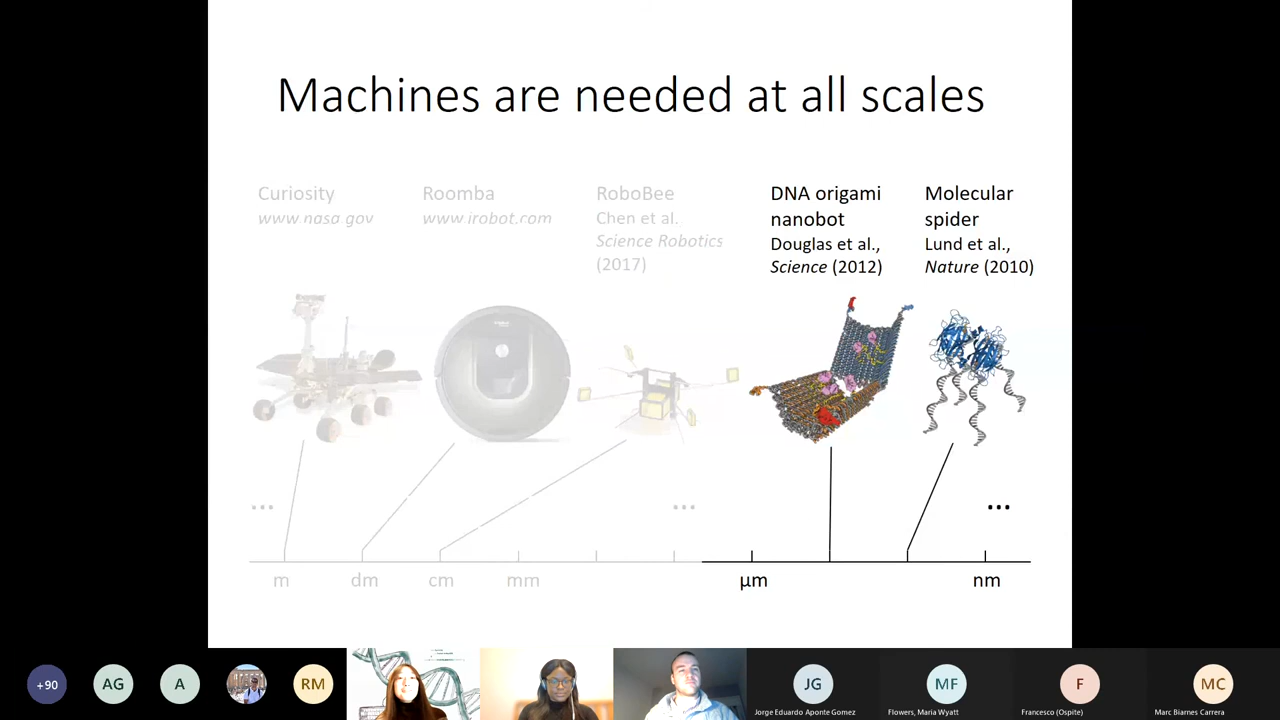 Machines are needed at all scales
Curiosity
www.nasa.gov
Roomba
www.irobot.com
RoboBee
Chen et al.
Science Robotics
(2017)
DNA origami
nanobot
Douglas et al.,
Science (2012)
Molecular
spider
Lund et al.,
Nature (2010)
...
...
...
m
dm
cm
mm
µm
nm
+90
AG
A
RM
JG
Jorge Eduardo Aponte Gomez
MF
Flowers, Maria Wyatt
F
Francesco (Ospite)
MC
Marc Biarnes Carrera